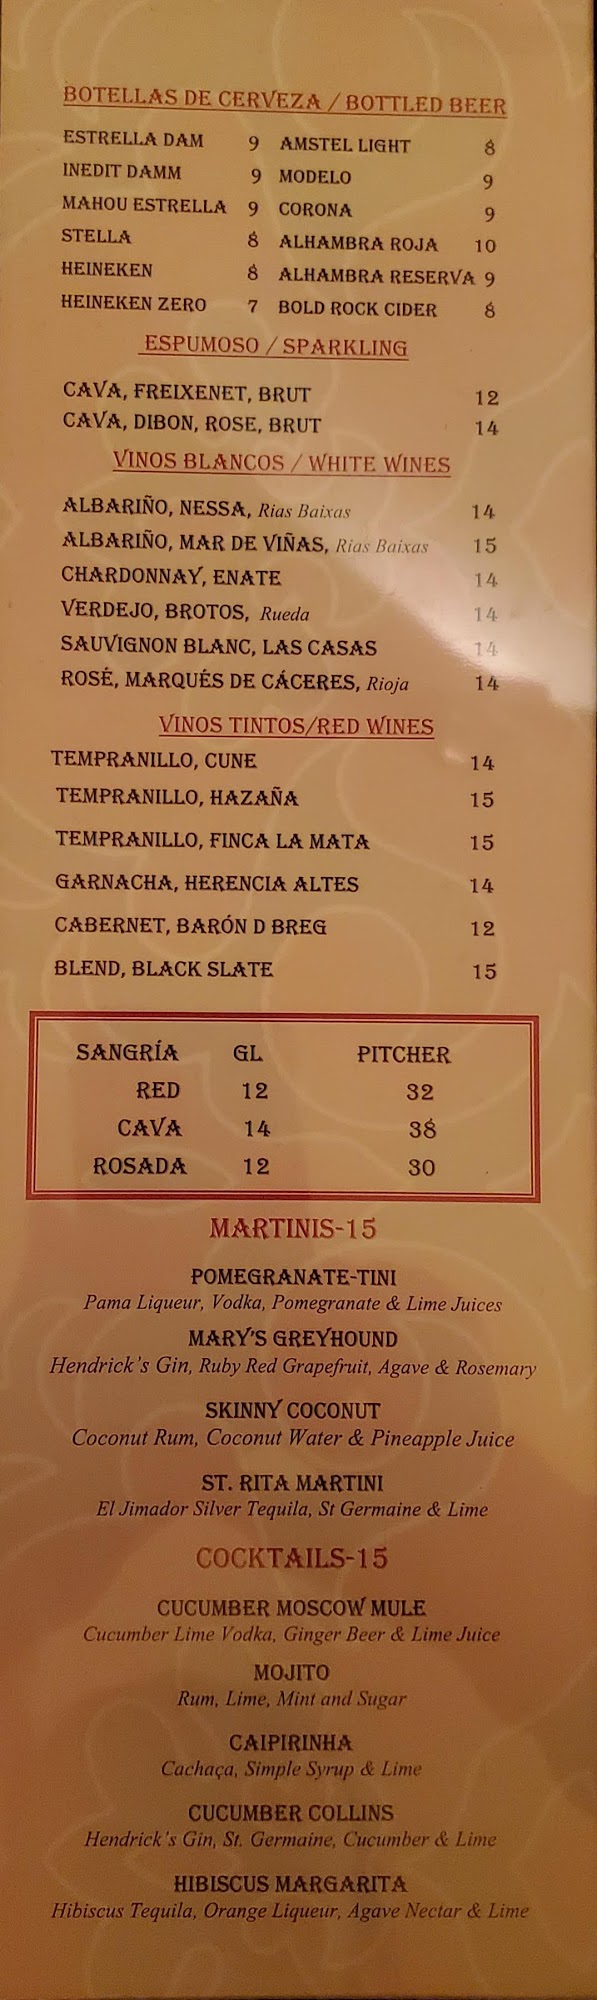 BOTELLAS DE CERVEZA / BOTTLED BEER
ESTRELLA DAM 9 AMSTEL LIGHT 8
INEDIT DAMM 9 MODELO 9
MAHOU ESTRELLA 9 CORONA 9
STELLA 8 ALHAMBRA ROJA 10
HEINEKEN 8 ALHAMBRA RESERVA 9
HEINEKEN ZERO 7 BOLD ROCK CIDER 8
ESPUMOSO / SPARKLING
CAVA, FREIXENET, BRUT 12
CAVA, DIBON, ROSE, BRUT 14
VINOS BLANCOS / WHITE WINES
ALBARIÑO, NESSA, Rias Baixas 14
ALBARIÑO, MAR DE VIÑAS, Rias Baixas 15
CHARDONNAY, ENATE 14
VERDEJO, BROTOS, Rueda 14
SAUVIGNON BLANC, LAS CASAS 14
ROSÉ, MARQUÉS DE CÁCERES, Rioja 14
VINOS TINTOS/RED WINES
TEMPRANILLO, CUNE 14
TEMPRANILLO, HAZAÑA 15
TEMPRANILLO, FINCA LA MATA 15
GARNACHA, HERENCIA ALTES 14
CABERNET, BARÓN D BREG 12
BLEND, BLACK SLATE 15
SANGRÍA GL PITCHER
RED 12 32
CAVA 14 38
ROSADA 12 30
MARTINIS-15
POMEGRANATE-TINI
Pama Liqueur, Vodka, Pomegranate & Lime Juices
MARY'S GREYHOUND
Hendrick's Gin, Ruby Red Grapefruit, Agave & Rosemary
SKINNY COCONUT
Coconut Rum, Coconut Water & Pineapple Juice
ST. RITA MARTINI
El Jimador Silver Tequila, St Germaine & Lime
COCKTAILS-15
CUCUMBER MOSCOW MULE
Cucumber Lime Vodka, Ginger Beer & Lime Juice
MOJITO
Rum, Lime, Mint and Sugar
CAIPIRINHA
Cachaça, Simple Syrup & Lime
CUCUMBER COLLINS
Hendrick's Gin, St. Germaine, Cucumber & Lime
HIBISCUS MARGARITA
Hibiscus Tequila, Orange Liqueur, Agave Nectar & Lime